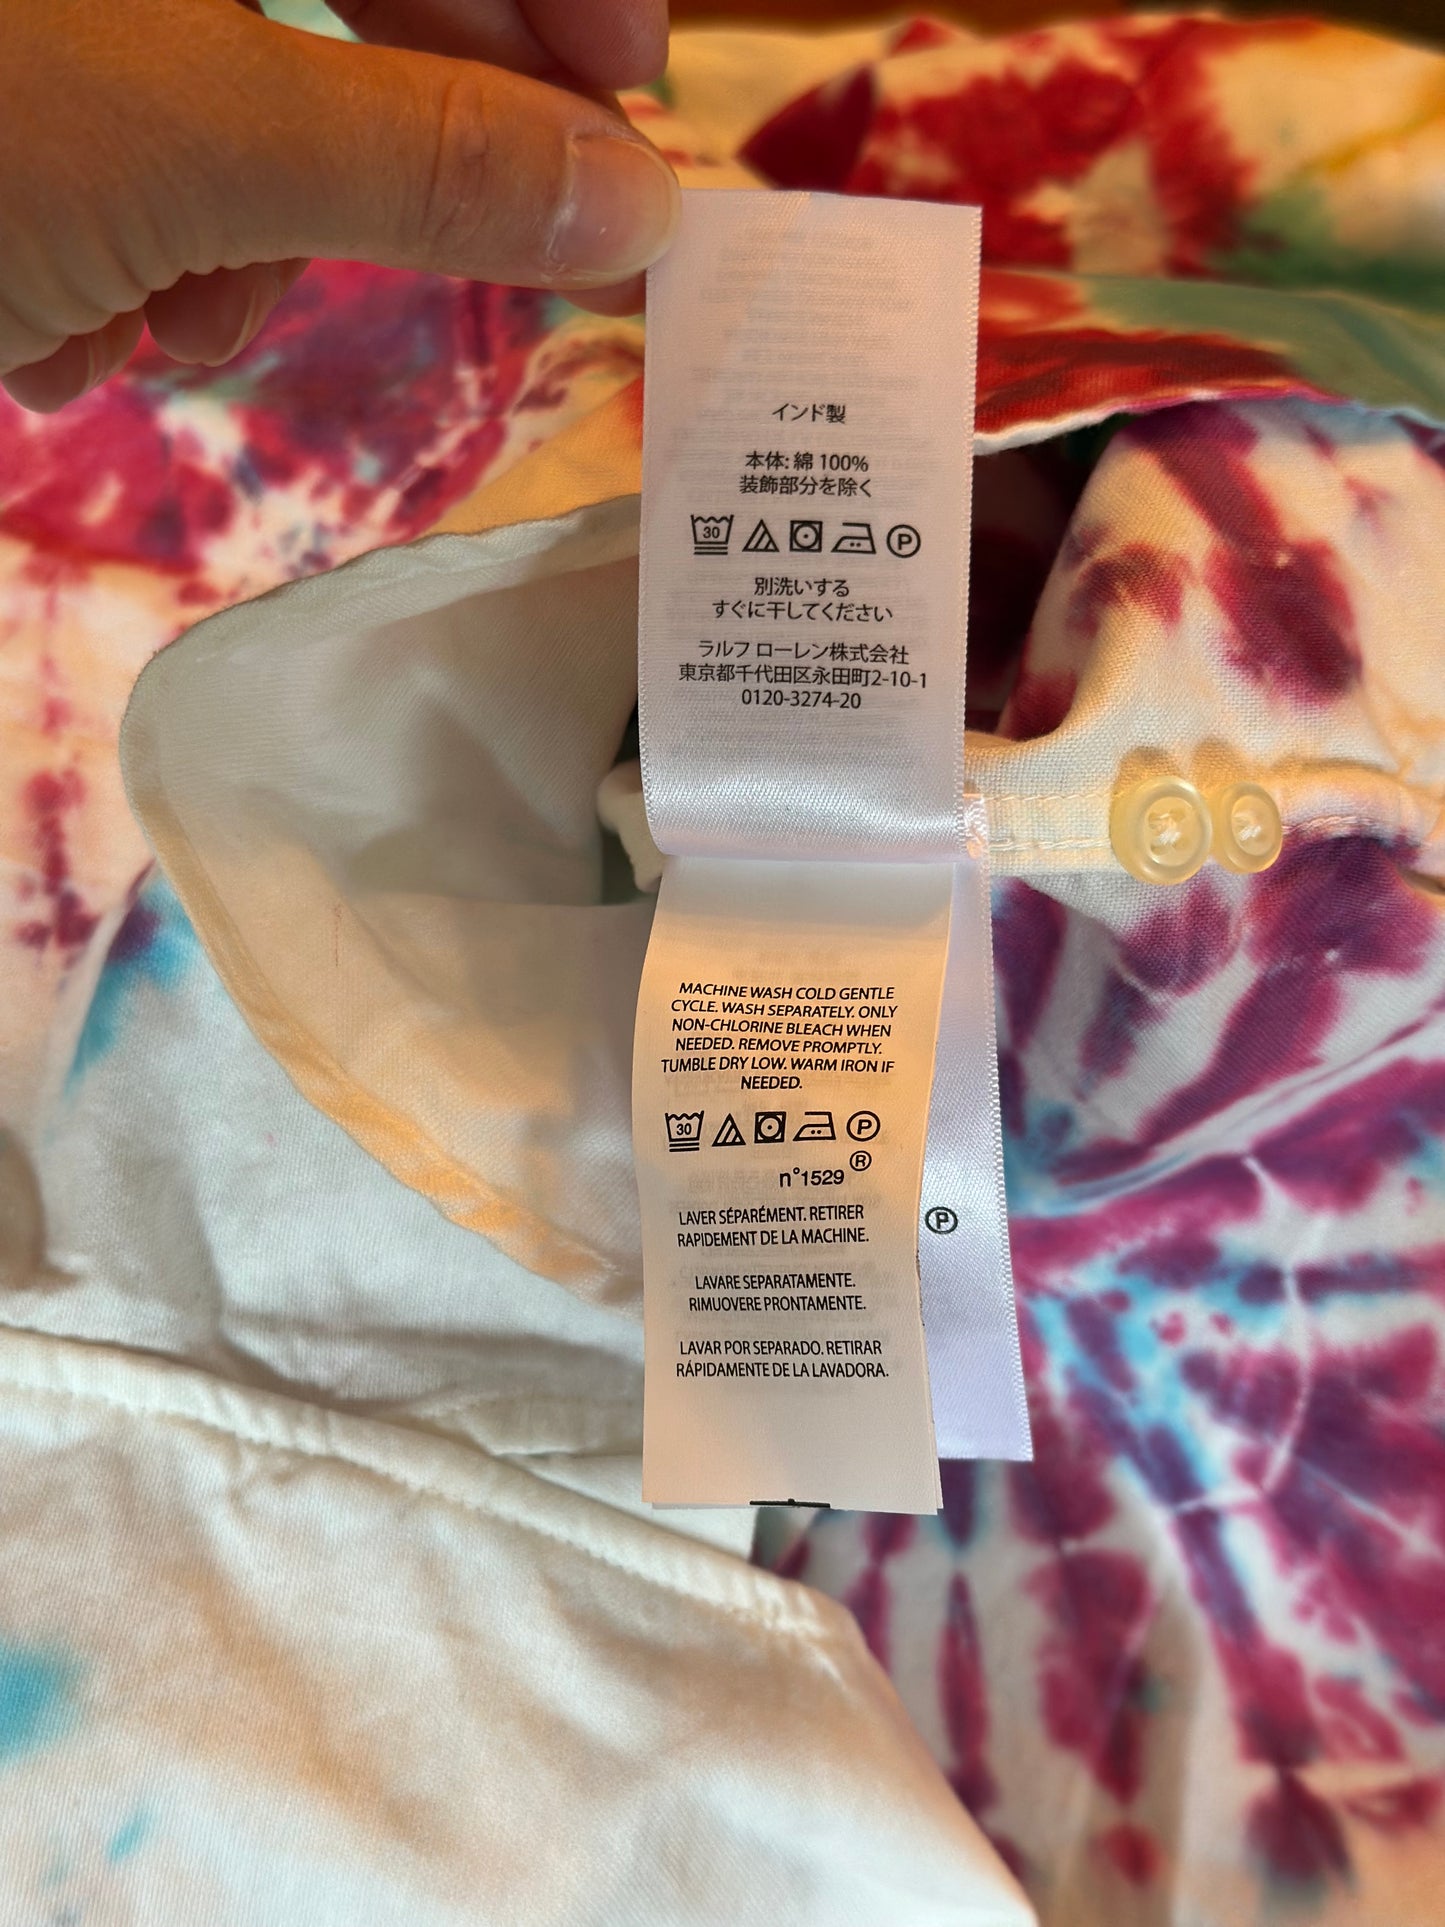 インド製
本体: 綿 100%
装飾部分を除く
30
P
別洗いする
すぐに干してください
ラルフ ローレン株式会社
東京都千代田区永田町2-10-1
0120-3274-20
MACHINE WASH COLD GENTLE
CYCLE. WASH SEPARATELY. ONLY
NON-CHLORINE BLEACH WHEN
NEEDED. REMOVE PROMPTLY.
TUMBLE DRY LOW. WARM IRON IF
NEEDED.
30
P
n°1529 ®
LAVER SÉPARÉMENT. RETIRER
RAPIDEMENT DE LA MACHINE.
LAVARE SEPARATAMENTE.
RIMUOVERE PRONTAMENTE.
LAVAR POR SEPARADO. RETIRAR
RÁPIDAMENTE DE LA LAVADORA.
P